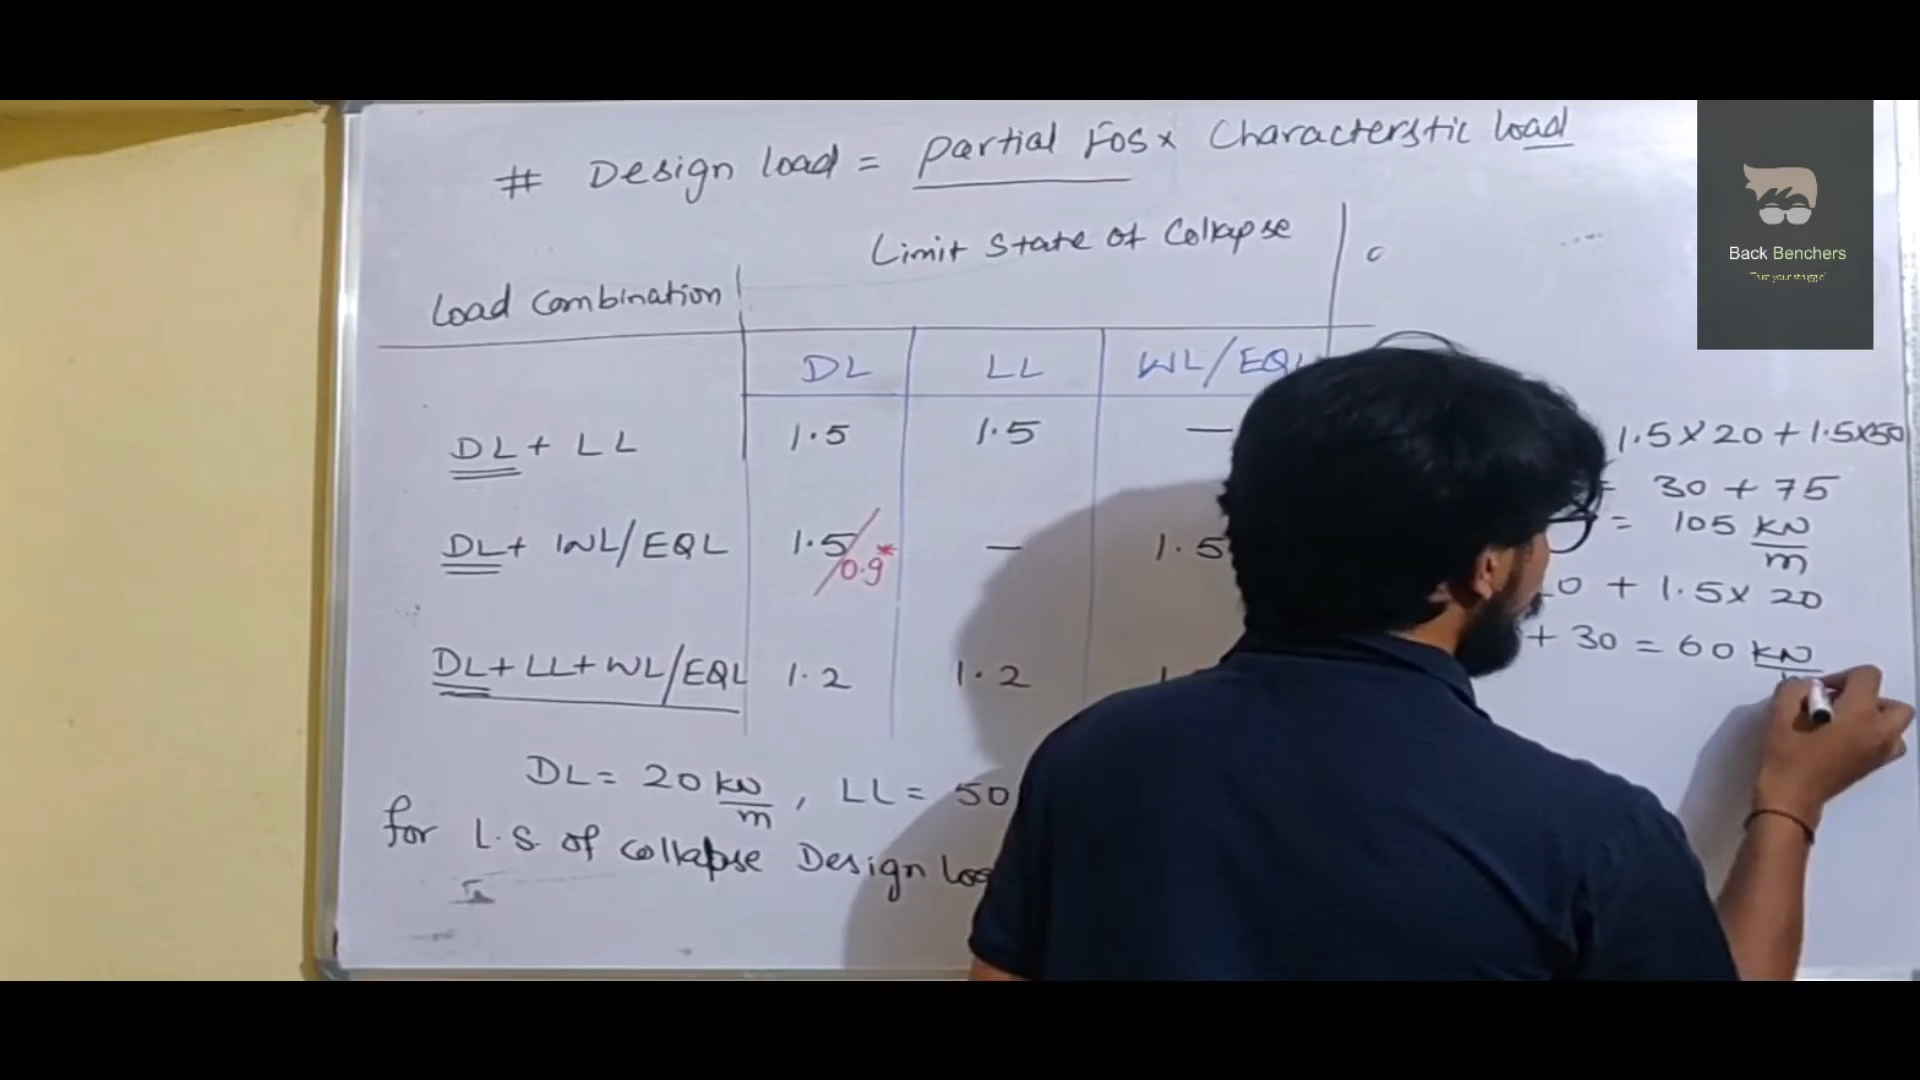 # Design load = partial Fos x Characterstic load
Limit State of Collapse
Load Combination
DL LL WL/EQL
DL + LL 1.5 1.5 — 1.5x20 + 1.5x50
= 30 + 75
= 105 kN/m
DL + WL/EQL 1.5/0.9* — 1.5 + 1.5x 20
+ 30 = 60 kN
DL + LL + WL/EQL 1.2 1.2
DL = 20 kN/m , LL = 50
for L.S. of collapse Design
Back Benchers